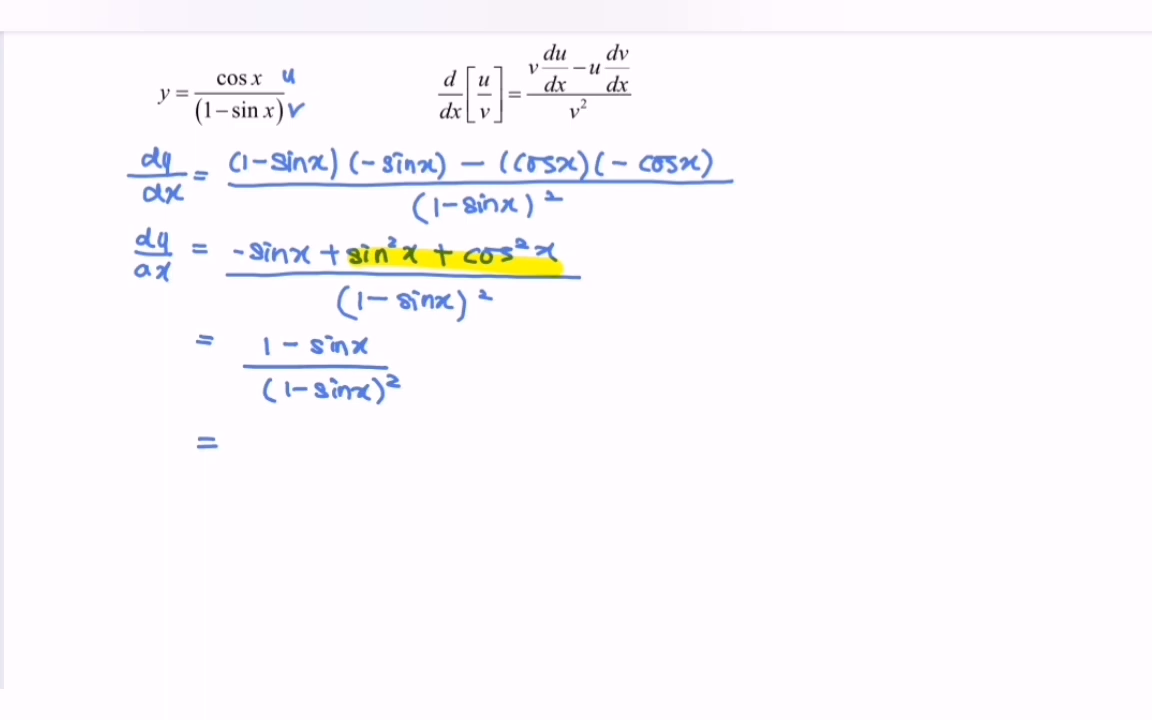 y = cosx / (1 − sin x) u v
d/dx [u/v] = (v du/dx − u dv/dx) / v²
dy/dx = (1-sinx)(-sinx) - (cosx)(-cosx) / (1-sinx)²
dy/dx = -sinx + sin²x + cos²x / (1-sinx)²
= 1 - sinx / (1-sinx)²
=